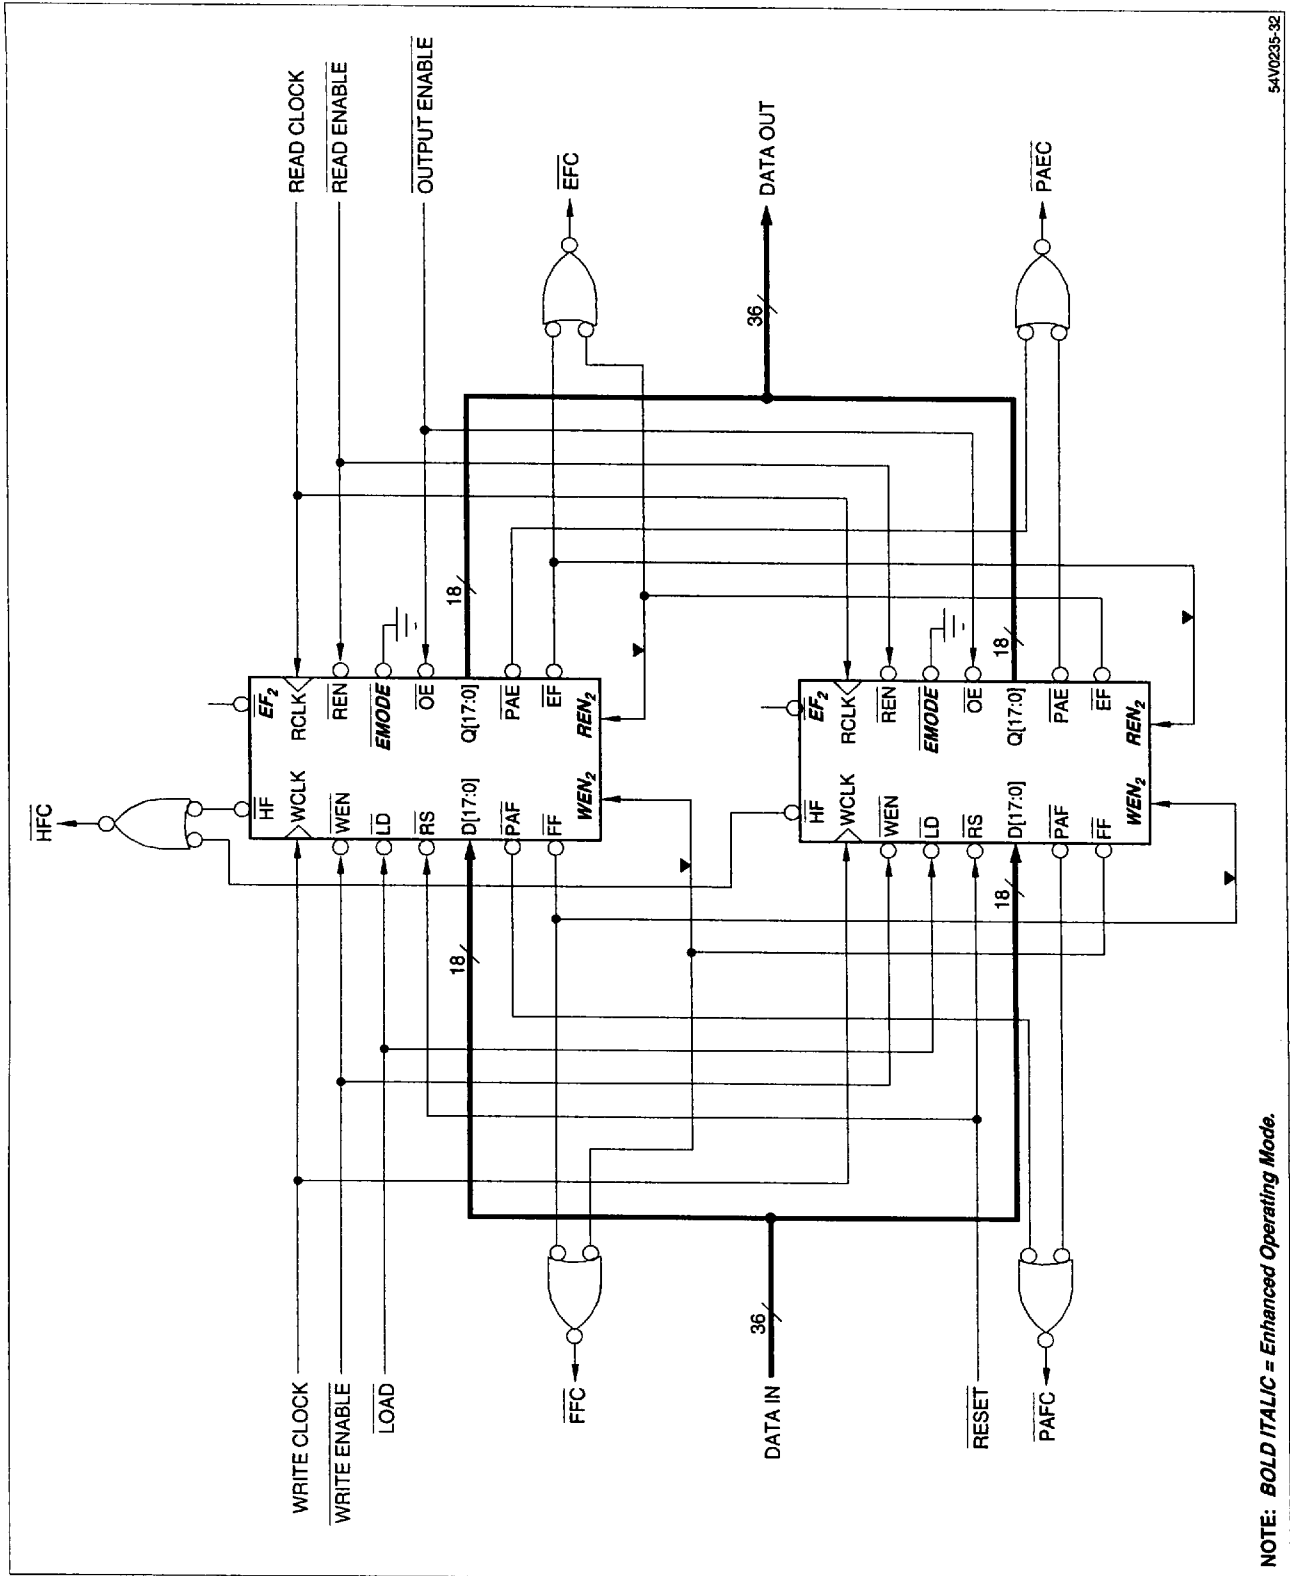 HFC
WRITE CLOCK
WRITE ENABLE
LOAD
HF
EF2
WCLK
RCLK
WEN
REN
LD
EMODE
RS
OE
D[17:0]
Q[17:0]
PAF
PAE
FF
EF
WEN2
REN2
18
18
READ CLOCK
READ ENABLE
OUTPUT ENABLE
FFC
EFC
DATA IN
36
36
DATA OUT
HF
EF2
WCLK
RCLK
WEN
REN
LD
EMODE
RS
OE
D[17:0]
Q[17:0]
PAF
PAE
FF
EF
WEN2
REN2
18
18
RESET
PAFC
PAEC
NOTE: BOLD ITALIC = Enhanced Operating Mode.
54V0235-32